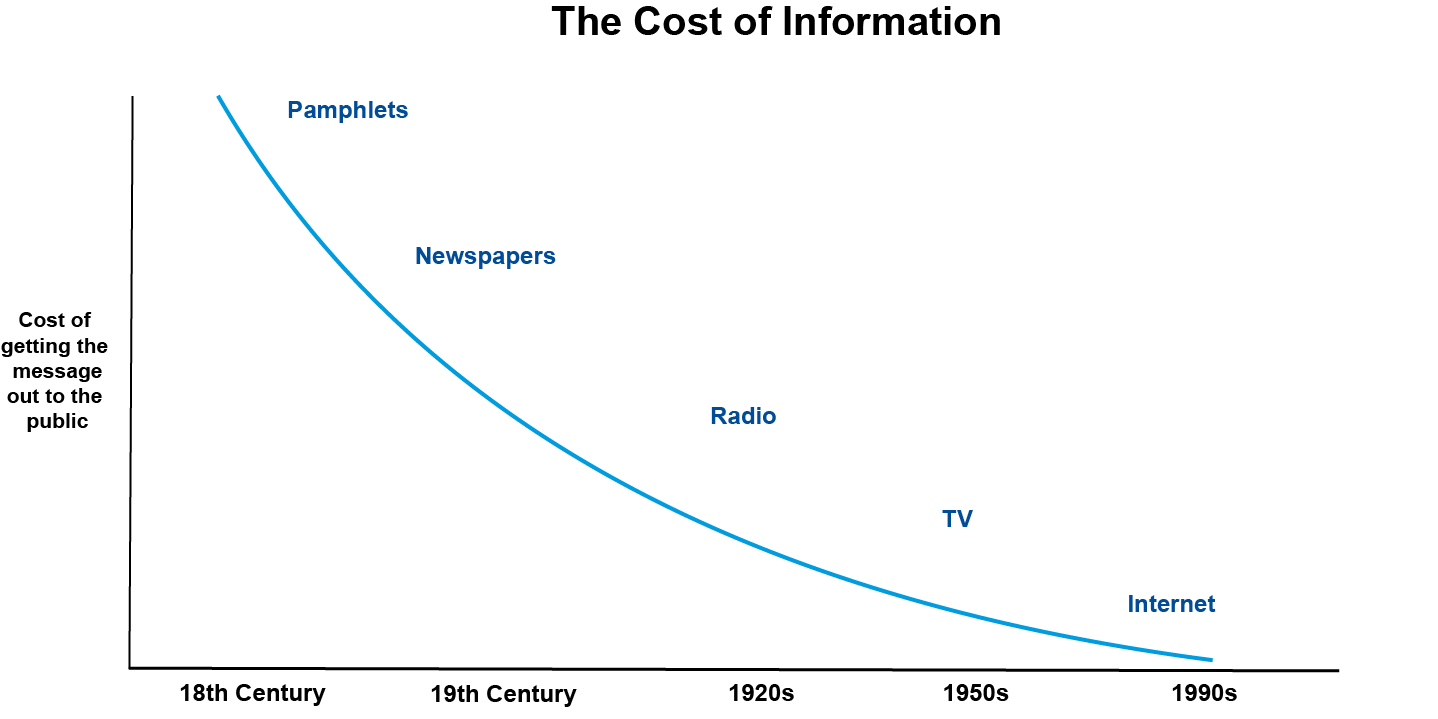 The Cost of Information
Pamphlets
Newspapers
Cost of
getting the
message
out to the
public
Radio
TV
Internet
18th Century
19th Century
1920s
1950s
1990s